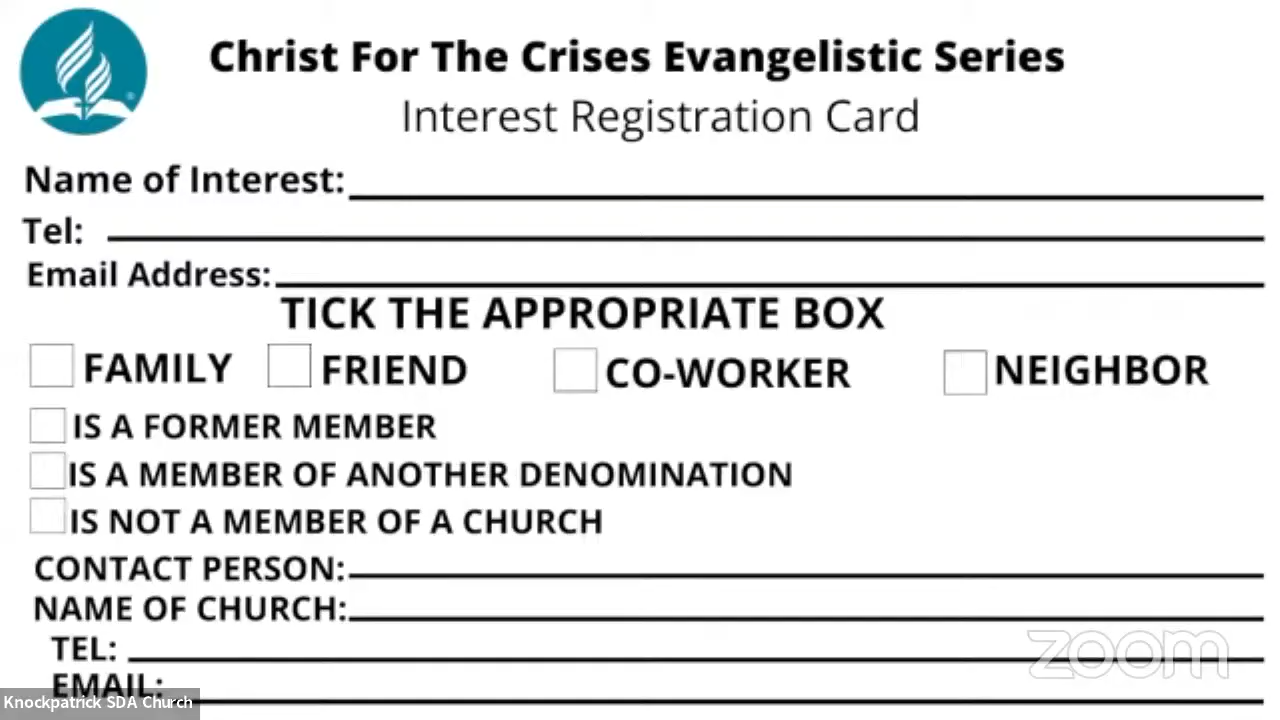 Christ For The Crises Evangelistic Series
Interest Registration Card
Name of Interest:
Tel:
Email Address:
TICK THE APPROPRIATE BOX
FAMILY FRIEND CO-WORKER NEIGHBOR
IS A FORMER MEMBER
IS A MEMBER OF ANOTHER DENOMINATION
IS NOT A MEMBER OF A CHURCH
CONTACT PERSON:
NAME OF CHURCH:
TEL:
zoom
EMAIL:
Knockpatrick SDA Church